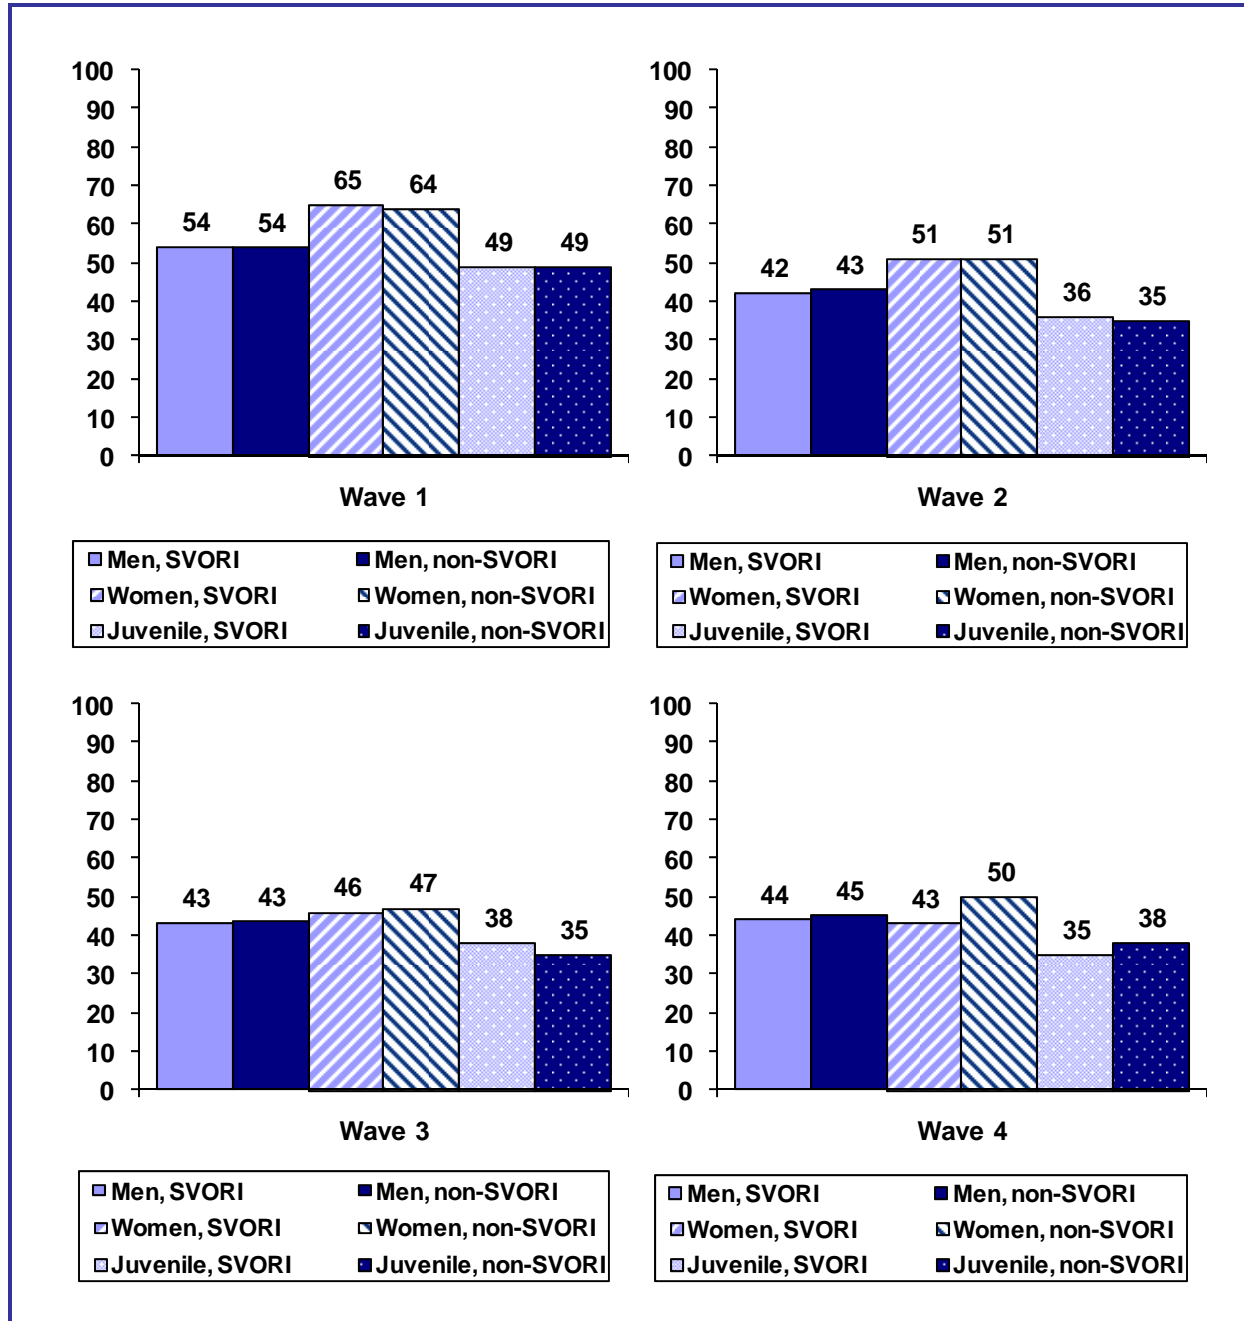 100
90
80
70
60
50
40
30
20
10
0
54 54 65 64 49 49
Wave 1
Men, SVORI Men, non-SVORI
Women, SVORI Women, non-SVORI
Juvenile, SVORI Juvenile, non-SVORI
100
90
80
70
60
50
40
30
20
10
0
42 43 51 51 36 35
Wave 2
Men, SVORI Men, non-SVORI
Women, SVORI Women, non-SVORI
Juvenile, SVORI Juvenile, non-SVORI
100
90
80
70
60
50
40
30
20
10
0
43 43 46 47 38 35
Wave 3
Men, SVORI Men, non-SVORI
Women, SVORI Women, non-SVORI
Juvenile, SVORI Juvenile, non-SVORI
100
90
80
70
60
50
40
30
20
10
0
44 45 43 50 35 38
Wave 4
Men, SVORI Men, non-SVORI
Women, SVORI Women, non-SVORI
Juvenile, SVORI Juvenile, non-SVORI